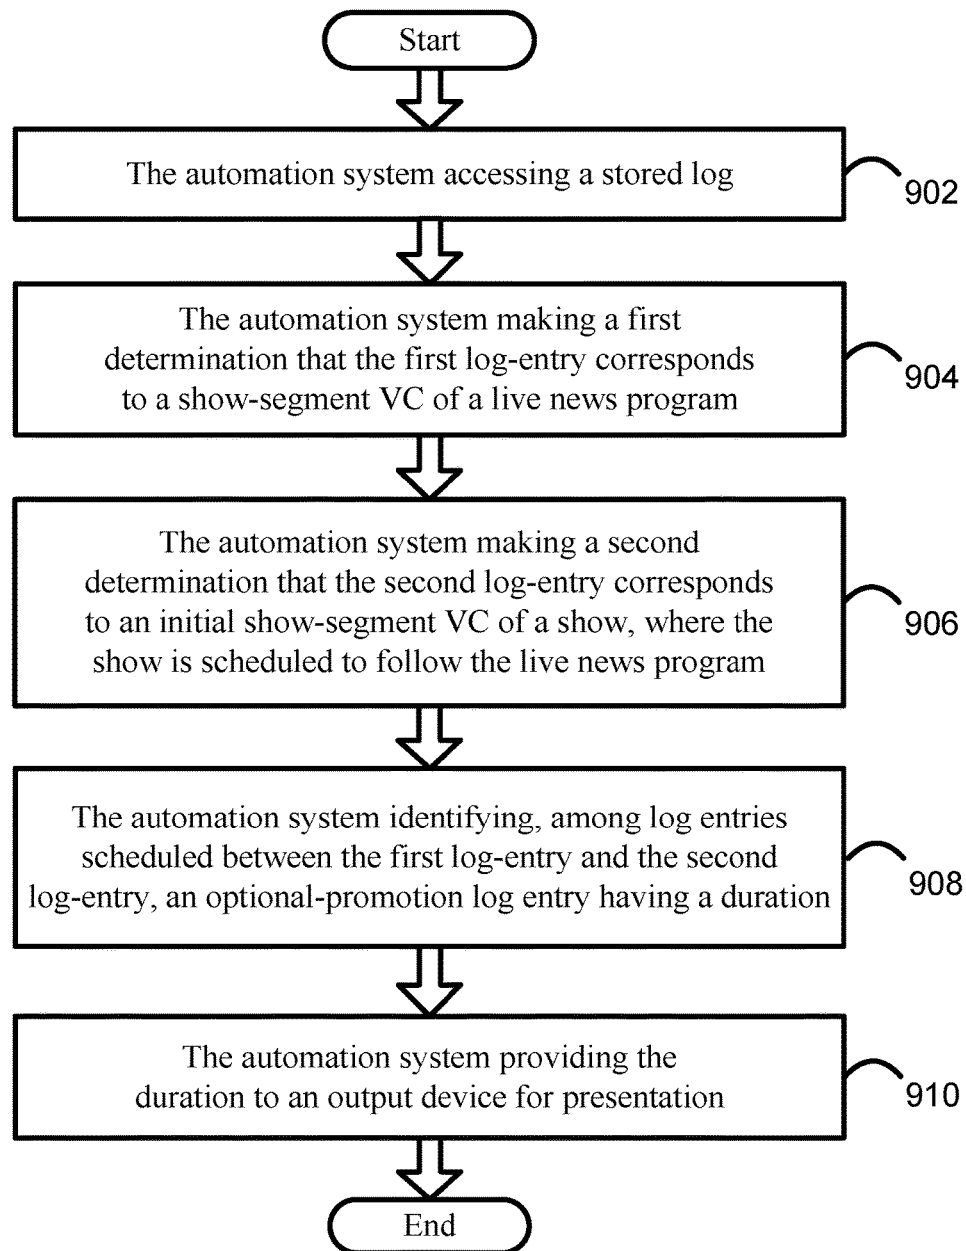 Start
The automation system accessing a stored log
902
The automation system making a first
determination that the first log-entry corresponds
to a show-segment VC of a live news program
904
The automation system making a second
determination that the second log-entry corresponds
to an initial show-segment VC of a show, where the
show is scheduled to follow the live news program
906
The automation system identifying, among log entries
scheduled between the first log-entry and the second
log-entry, an optional-promotion log entry having a duration
908
The automation system providing the
duration to an output device for presentation
910
End